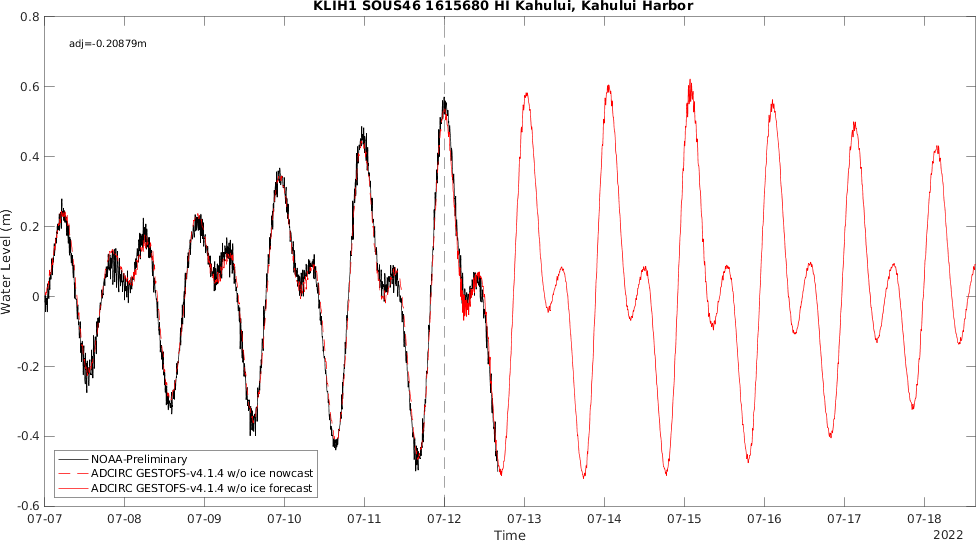 KLIH1 SOUS46 1615680 HI Kahului, Kahului Harbor
adj=-0.20879m
0.8
0.6
0.4
0.2
0
-0.2
-0.4
-0.6
Water Level (m)
NOAA-Preliminary
ADCIRC GESTOFS-v4.1.4 w/o ice nowcast
ADCIRC GESTOFS-v4.1.4 w/o ice forecast
07-07 07-08 07-09 07-10 07-11 07-12 07-13 07-14 07-15 07-16 07-17 07-18
Time
2022